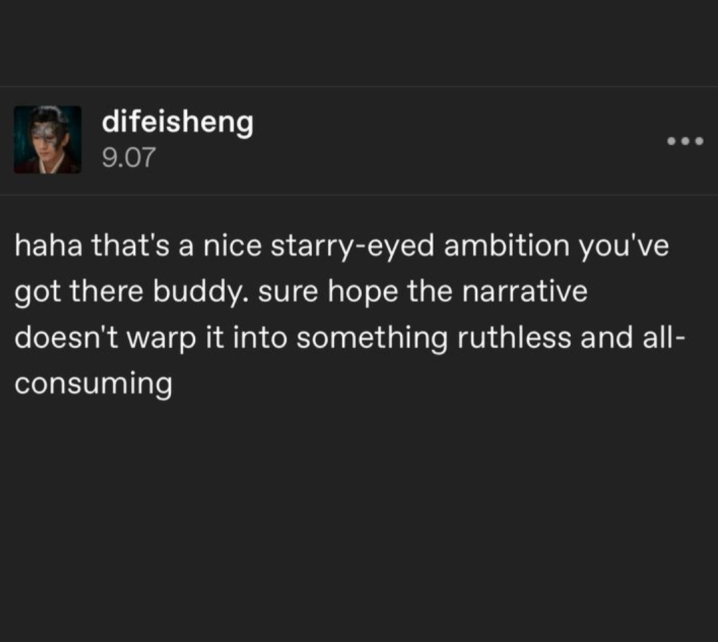 difeisheng
9.07
haha that's a nice starry-eyed ambition you've
got there buddy. sure hope the narrative
doesn't warp it into something ruthless and all-
consuming